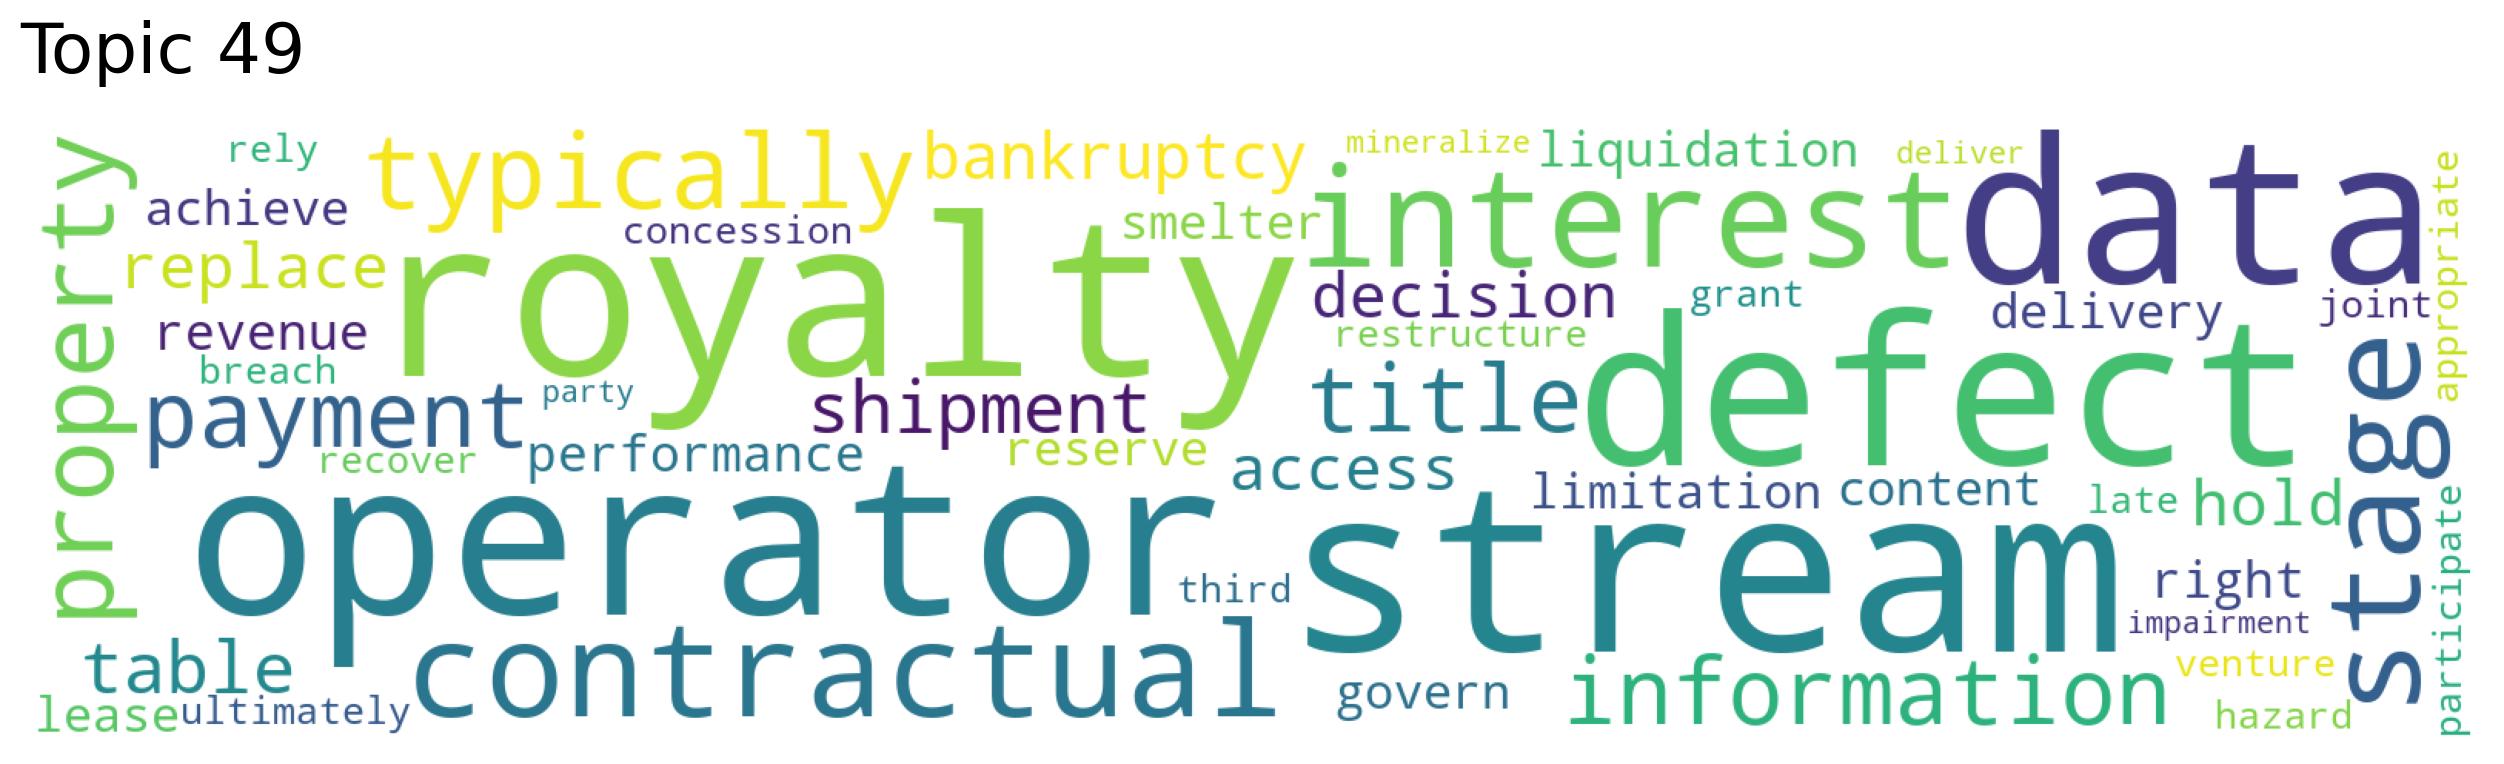 Topic 49
rely
typically
bankruptcy
mineralize
liquidation
deliver
data
property
achieve
concession
smelter
interest
appropriate
replace
royalty
decision
grant
delivery
joint
revenue
restructure
breach
payment
party
shipment
title
defect
stage
recover
performance
reserve
access
limitation
content
late
hold
operator
third
stream
right
impairment
participate
table
contractual
govern
information
venture
lease
ultimately
hazard